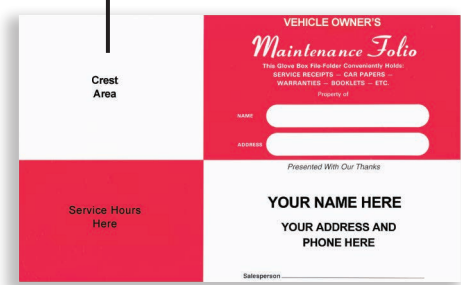 Crest
Area
VEHICLE OWNER'S
Maintenance Folio
This Glove Box File-Folder Conveniently Holds:
SERVICE RECEIPTS — CAR PAPERS —
WARRANTIES — BOOKLETS — ETC.
Property of
NAME
ADDRESS
Service Hours
Here
Presented With Our Thanks
YOUR NAME HERE
YOUR ADDRESS AND
PHONE HERE
Salesperson